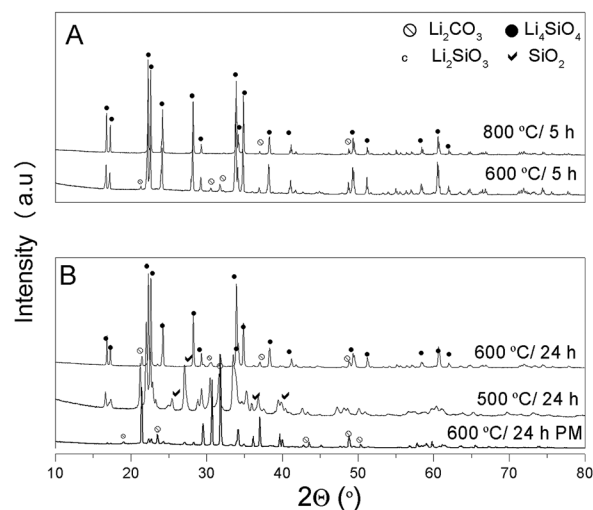 A
Li₂CO₃ Li₄SiO₄
Li₂SiO₃ SiO₂
800 ºC/ 5 h
600 ºC/ 5 h
Intensity (a.u)
B
600 ºC/ 24 h
500 ºC/ 24 h
600 ºC/ 24 h PM
10 20 30 40 50 60 70 80
2Θ (º)